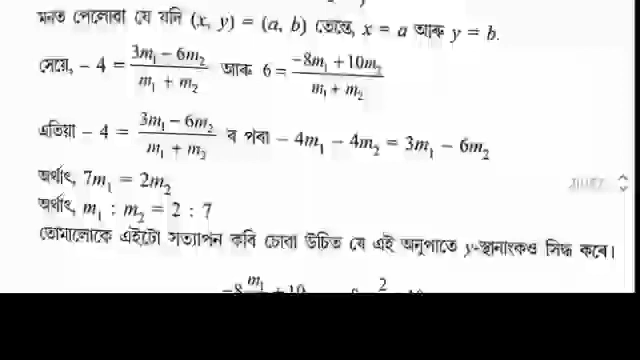 মনত পেলোবা যে যদি (x, y) = (a, b) তেন্তে, x = a আৰু y = b.
সেয়ে, – 4 = (3m₁ – 6m₂)/(m₁ + m₂) আৰু 6 = (–8m₁ + 10m₂)/(m₁ + m₂)
এতিয়া – 4 = (3m₁ – 6m₂)/(m₁ + m₂) ৰ পৰা – 4m₁ – 4m₂ = 3m₁ – 6m₂
অৰ্থাৎ, 7m₁ = 2m₂
অৰ্থাৎ, m₁ : m₂ = 2 : 7
তোমালোকে এইটো সত্যাপন কৰি চোৱা উচিত যে এই অনুপাতে y-স্থানাংকও সিদ্ধ কৰে।